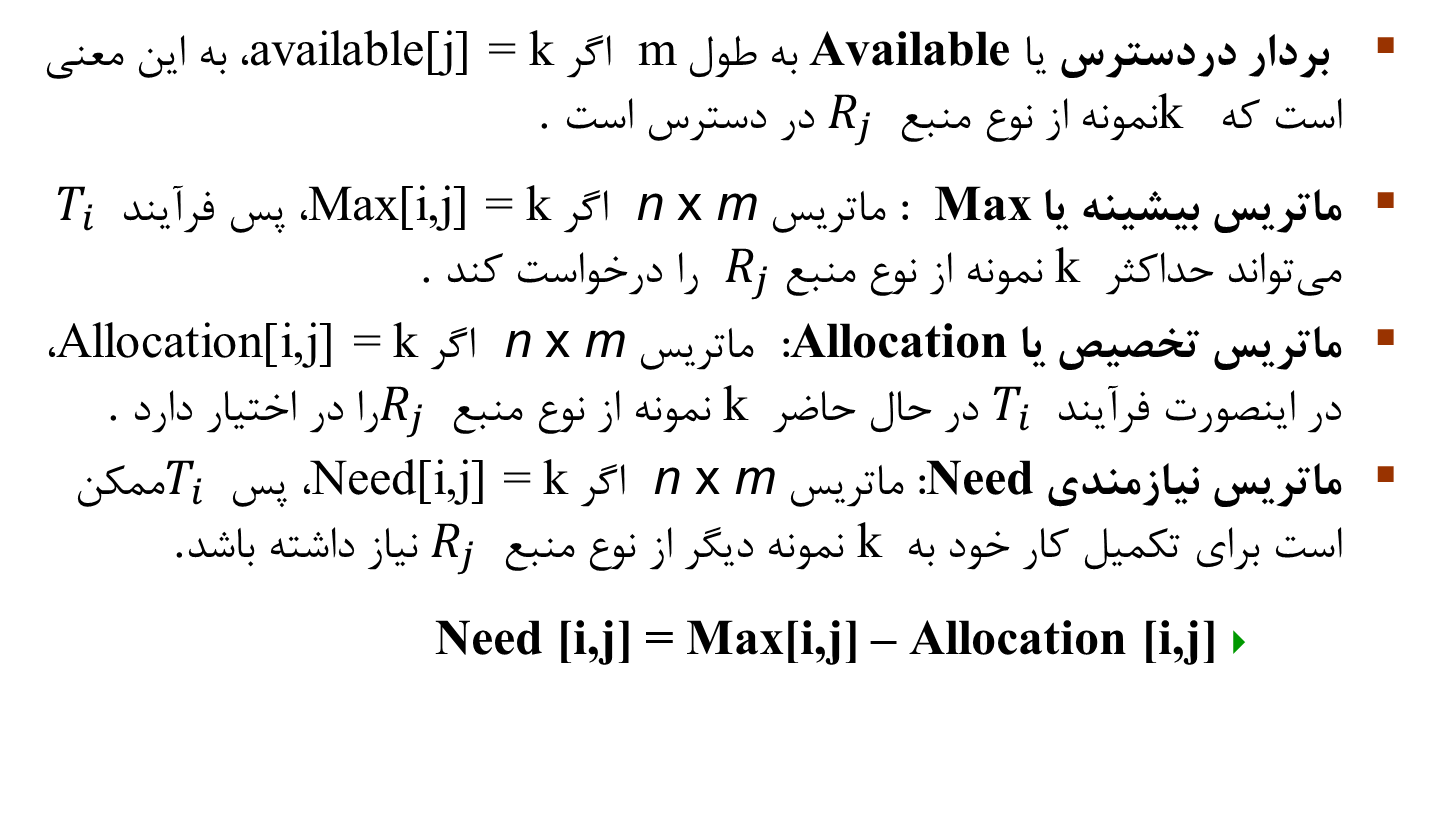 ▪ بردار دردسترس یا Available به طول m اگر available[j] = k، به این معنی
است که kنمونه از نوع منبع Rj در دسترس است .
▪ ماتریس بیشینه یا Max : ماتریس n x m اگر Max[i,j] = k، پس فرآیند Ti
می‌تواند حداکثر k نمونه از نوع منبع Rj را درخواست کند .
▪ ماتریس تخصیص یا Allocation: ماتریس n x m اگر Allocation[i,j] = k،
در اینصورت فرآیند Ti در حال حاضر k نمونه از نوع منبع Rjرا در اختیار دارد .
▪ ماتریس نیازمندی Need: ماتریس n x m اگر Need[i,j] = k، پس Tiممکن
است برای تکمیل کار خود به k نمونه دیگر از نوع منبع Rj نیاز داشته باشد.
Need [i,j] = Max[i,j] – Allocation [i,j]